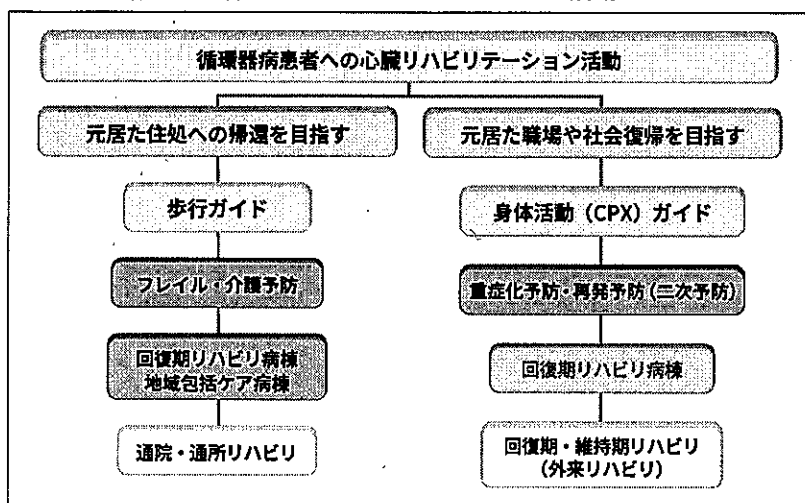 循環器病患者への心臓リハビリテーション活動
元居た住処への帰還を目指す
元居た職場や社会復帰を目指す
歩行ガイド
身体活動（CPX）ガイド
フレイル・介護予防
重症化予防・再発予防（二次予防）
回復期リハビリ病棟
地域包括ケア病棟
回復期リハビリ病棟
通院・通所リハビリ
回復期・維持期リハビリ
（外来リハビリ）